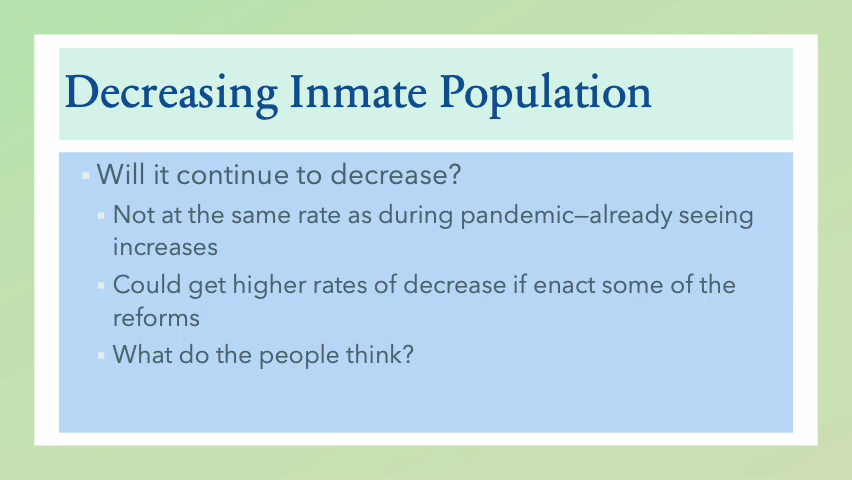 Decreasing Inmate Population
Will it continue to decrease?
Not at the same rate as during pandemic—already seeing
increases
Could get higher rates of decrease if enact some of the
reforms
What do the people think?